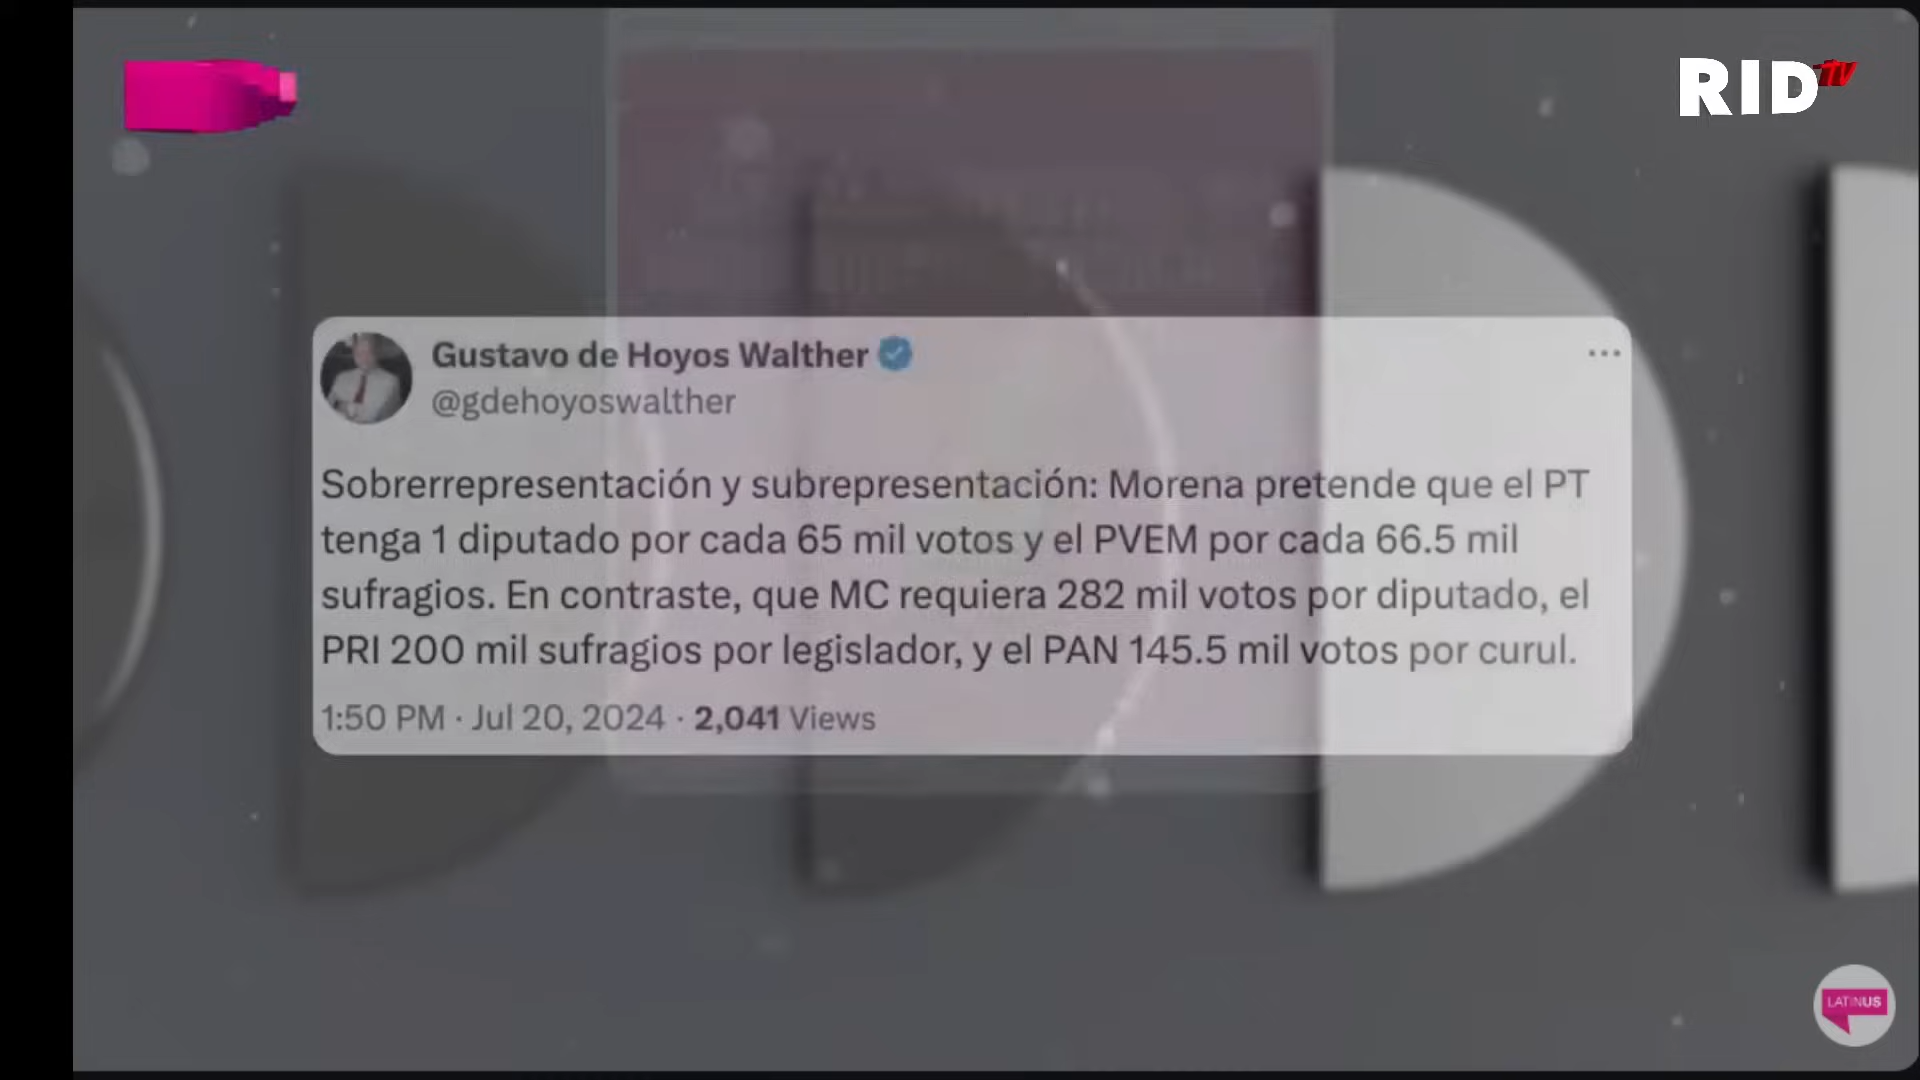 RID tv
Gustavo de Hoyos Walther
@gdehoyoswalther
Sobrerrepresentación y subrepresentación: Morena pretende que el PT
tenga 1 diputado por cada 65 mil votos y el PVEM por cada 66.5 mil
sufragios. En contraste, que MC requiera 282 mil votos por diputado, el
PRI 200 mil sufragios por legislador, y el PAN 145.5 mil votos por curul.
1:50 PM · Jul 20, 2024 · 2,041 Views
LATINUS